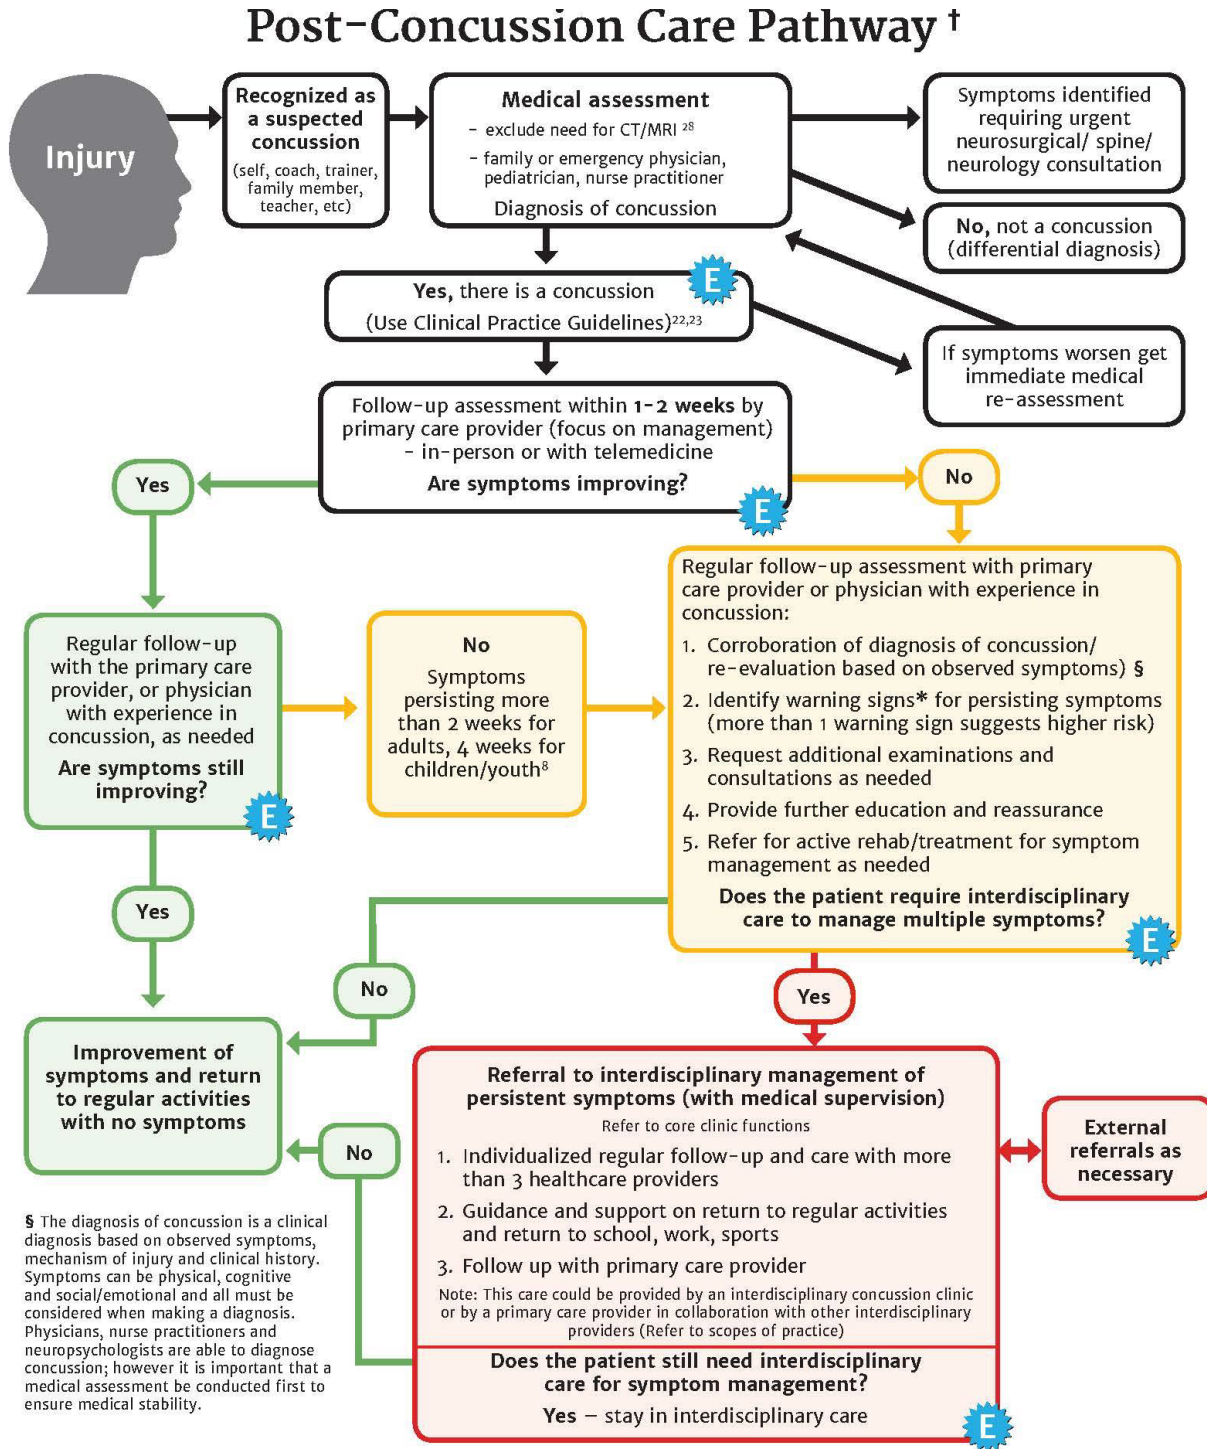 Post-Concussion Care Pathway †
Injury
Recognized as
a suspected
concussion
(self, coach, trainer,
family member,
teacher, etc)
Medical assessment
- exclude need for CT/MRI 28
- family or emergency physician,
pediatrician, nurse practitioner
Diagnosis of concussion
Symptoms identified
requiring urgent
neurosurgical/ spine/
neurology consultation
No, not a concussion
(differential diagnosis)
E
Yes, there is a concussion
(Use Clinical Practice Guidelines)22,23
If symptoms worsen get
immediate medical
re-assessment
Follow-up assessment within 1-2 weeks by
primary care provider (focus on management)
- in-person or with telemedicine
Are symptoms improving?
E
Yes
No
Regular follow-up
with the primary care
provider, or physician
with experience in
concussion, as needed
Are symptoms still
improving?
E
No
Symptoms
persisting more
than 2 weeks for
adults, 4 weeks for
children/youth8
Regular follow-up assessment with primary
care provider or physician with experience in
concussion:
1. Corroboration of diagnosis of concussion/
re-evaluation based on observed symptoms) §
2. Identify warning signs* for persisting symptoms
(more than 1 warning sign suggests higher risk)
3. Request additional examinations and
consultations as needed
4. Provide further education and reassurance
5. Refer for active rehab/treatment for symptom
management as needed
Does the patient require interdisciplinary
care to manage multiple symptoms?
E
Yes
No
Yes
Improvement of
symptoms and return
to regular activities
with no symptoms
No
Referral to interdisciplinary management of
persistent symptoms (with medical supervision)
Refer to core clinic functions
1. Individualized regular follow-up and care with more
than 3 healthcare providers
2. Guidance and support on return to regular activities
and return to school, work, sports
3. Follow up with primary care provider
Note: This care could be provided by an interdisciplinary concussion clinic
or by a primary care provider in collaboration with other interdisciplinary
providers (Refer to scopes of practice)
Does the patient still need interdisciplinary
care for symptom management?
Yes – stay in interdisciplinary care
E
External
referrals as
necessary
§ The diagnosis of concussion is a clinical
diagnosis based on observed symptoms,
mechanism of injury and clinical history.
Symptoms can be physical, cognitive
and social/emotional and all must be
considered when making a diagnosis.
Physicians, nurse practitioners and
neuropsychologists are able to diagnose
concussion; however it is important that a
medical assessment be conducted first to
ensure medical stability.